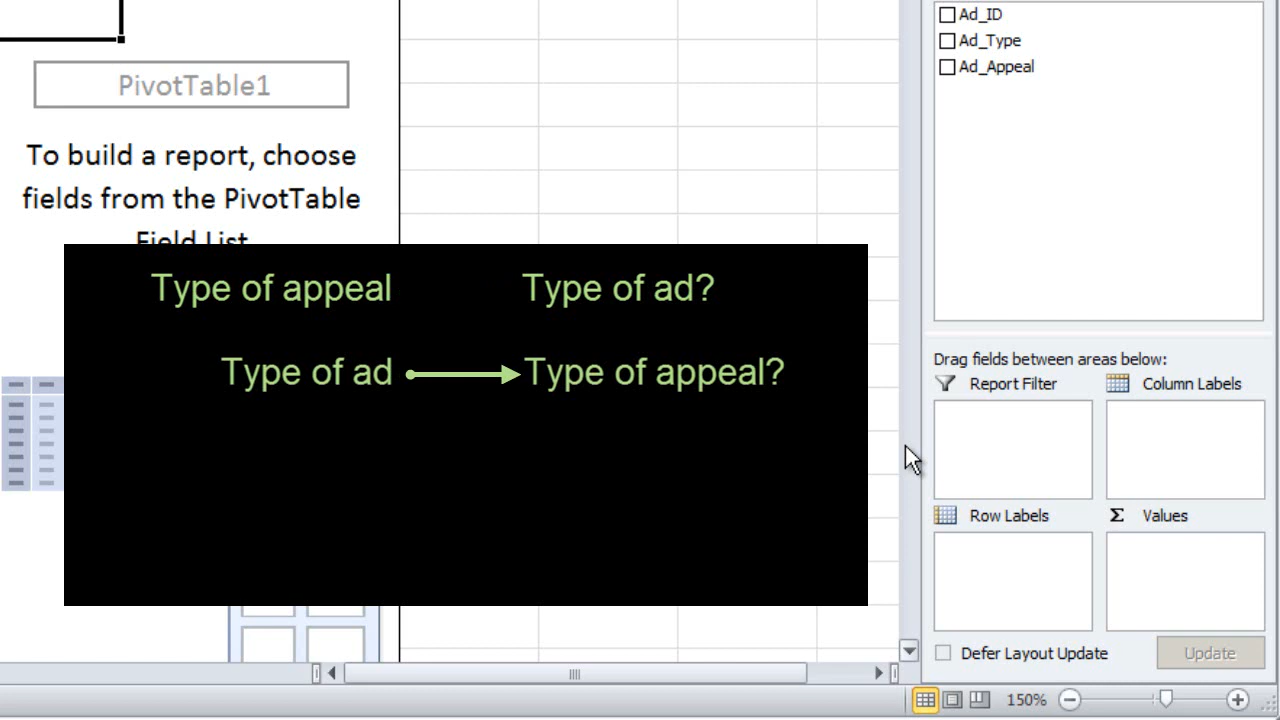 Ad_ID
Ad_Type
Ad_Appeal
PivotTable1
To build a report, choose
fields from the PivotTable
Field List
Type of appeal
Type of ad?
Type of ad
Type of appeal?
Drag fields between areas below:
Report Filter
Column Labels
Row Labels
Σ Values
Defer Layout Update
Update
150%